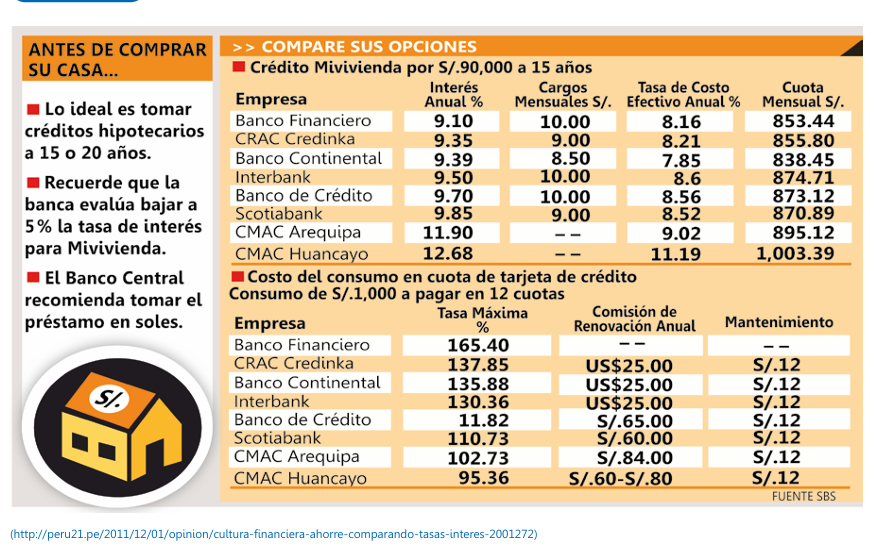 ANTES DE COMPRAR
SU CASA...
Lo ideal es tomar
créditos hipotecarios
a 15 o 20 años.
Recuerde que la
banca evalúa bajar a
5% la tasa de interés
para Mivivienda.
El Banco Central
recomienda tomar el
préstamo en soles.
S/.
>> COMPARE SUS OPCIONES
Crédito Mivivienda por S/.90,000 a 15 años
Empresa Interés Anual % Cargos Mensuales S/. Tasa de Costo Efectivo Anual % Cuota Mensual S/.
Banco Financiero 9.10 10.00 8.16 853.44
CRAC Credinka 9.35 9.00 8.21 855.80
Banco Continental 9.39 8.50 7.85 838.45
Interbank 9.50 10.00 8.6 874.71
Banco de Crédito 9.70 10.00 8.56 873.12
Scotiabank 9.85 9.00 8.52 870.89
CMAC Arequipa 11.90 -- 9.02 895.12
CMAC Huancayo 12.68 -- 11.19 1,003.39
Costo del consumo en cuota de tarjeta de crédito
Consumo de S/.1,000 a pagar en 12 cuotas
Empresa Tasa Máxima % Comisión de Renovación Anual Mantenimiento
Banco Financiero 165.40 -- --
CRAC Credinka 137.85 US$25.00 S/.12
Banco Continental 135.88 US$25.00 S/.12
Interbank 130.36 US$25.00 S/.12
Banco de Crédito 11.82 S/.65.00 S/.12
Scotiabank 110.73 S/.60.00 S/.12
CMAC Arequipa 102.73 S/.84.00 S/.12
CMAC Huancayo 95.36 S/.60-S/.80 S/.12
FUENTE SBS
(http://peru21.pe/2011/12/01/opinion/cultura-financiera-ahorre-comparando-tasas-interes-2001272)